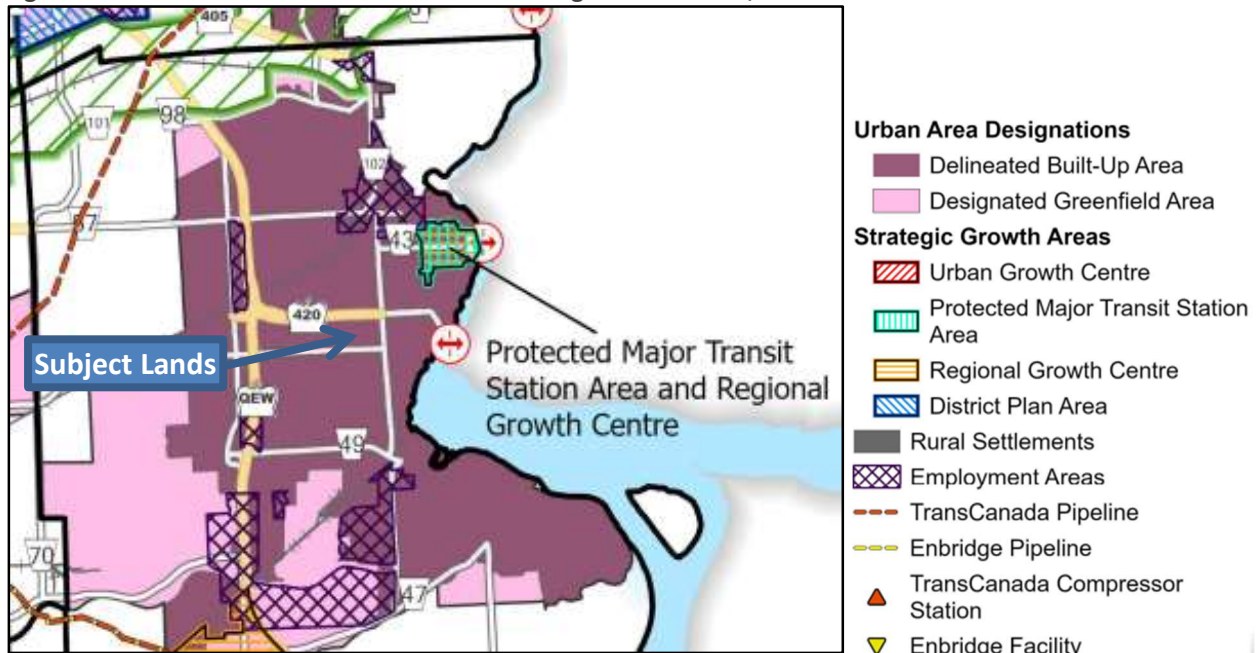 405
98
101
102
87
43
420
Subject Lands
Protected Major Transit
Station Area and Regional
Growth Centre
QEW
49
70
47
Urban Area Designations
Delineated Built-Up Area
Designated Greenfield Area
Strategic Growth Areas
Urban Growth Centre
Protected Major Transit Station
Area
Regional Growth Centre
District Plan Area
Rural Settlements
Employment Areas
TransCanada Pipeline
Enbridge Pipeline
TransCanada Compressor
Station
Enbridge Facility